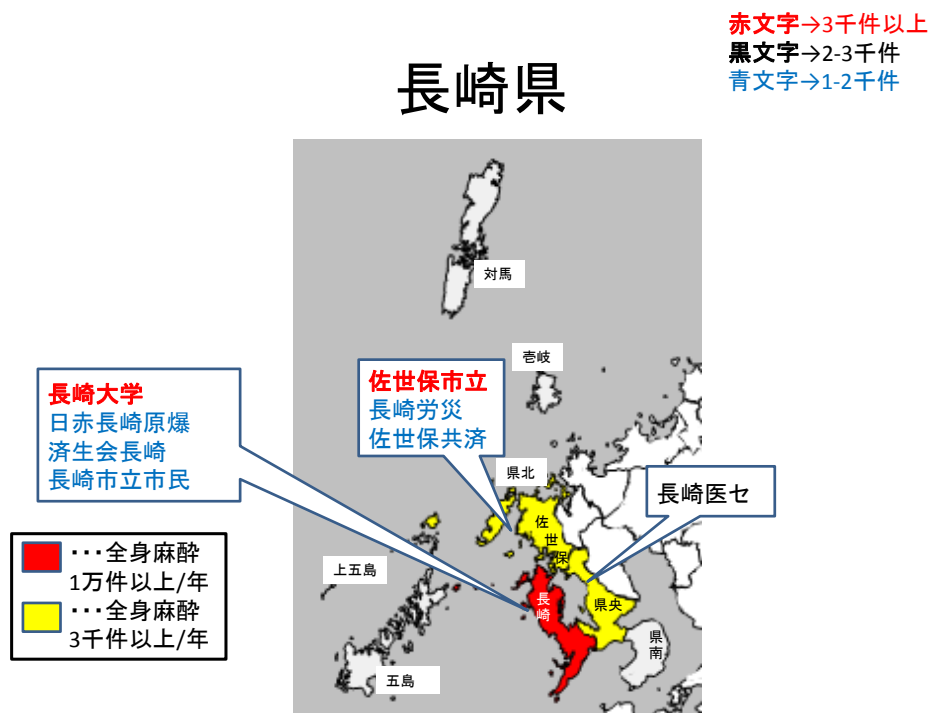 赤文字→3千件以上
黒文字→2-3千件
青文字→1-2千件
長崎県
対馬
壱岐
長崎大学
日赤長崎原爆
済生会長崎
長崎市立市民
佐世保市立
長崎労災
佐世保共済
県北
長崎医セ
佐世保
・・・全身麻酔
1万件以上/年
・・・全身麻酔
3千件以上/年
上五島
長崎
県央
県南
五島